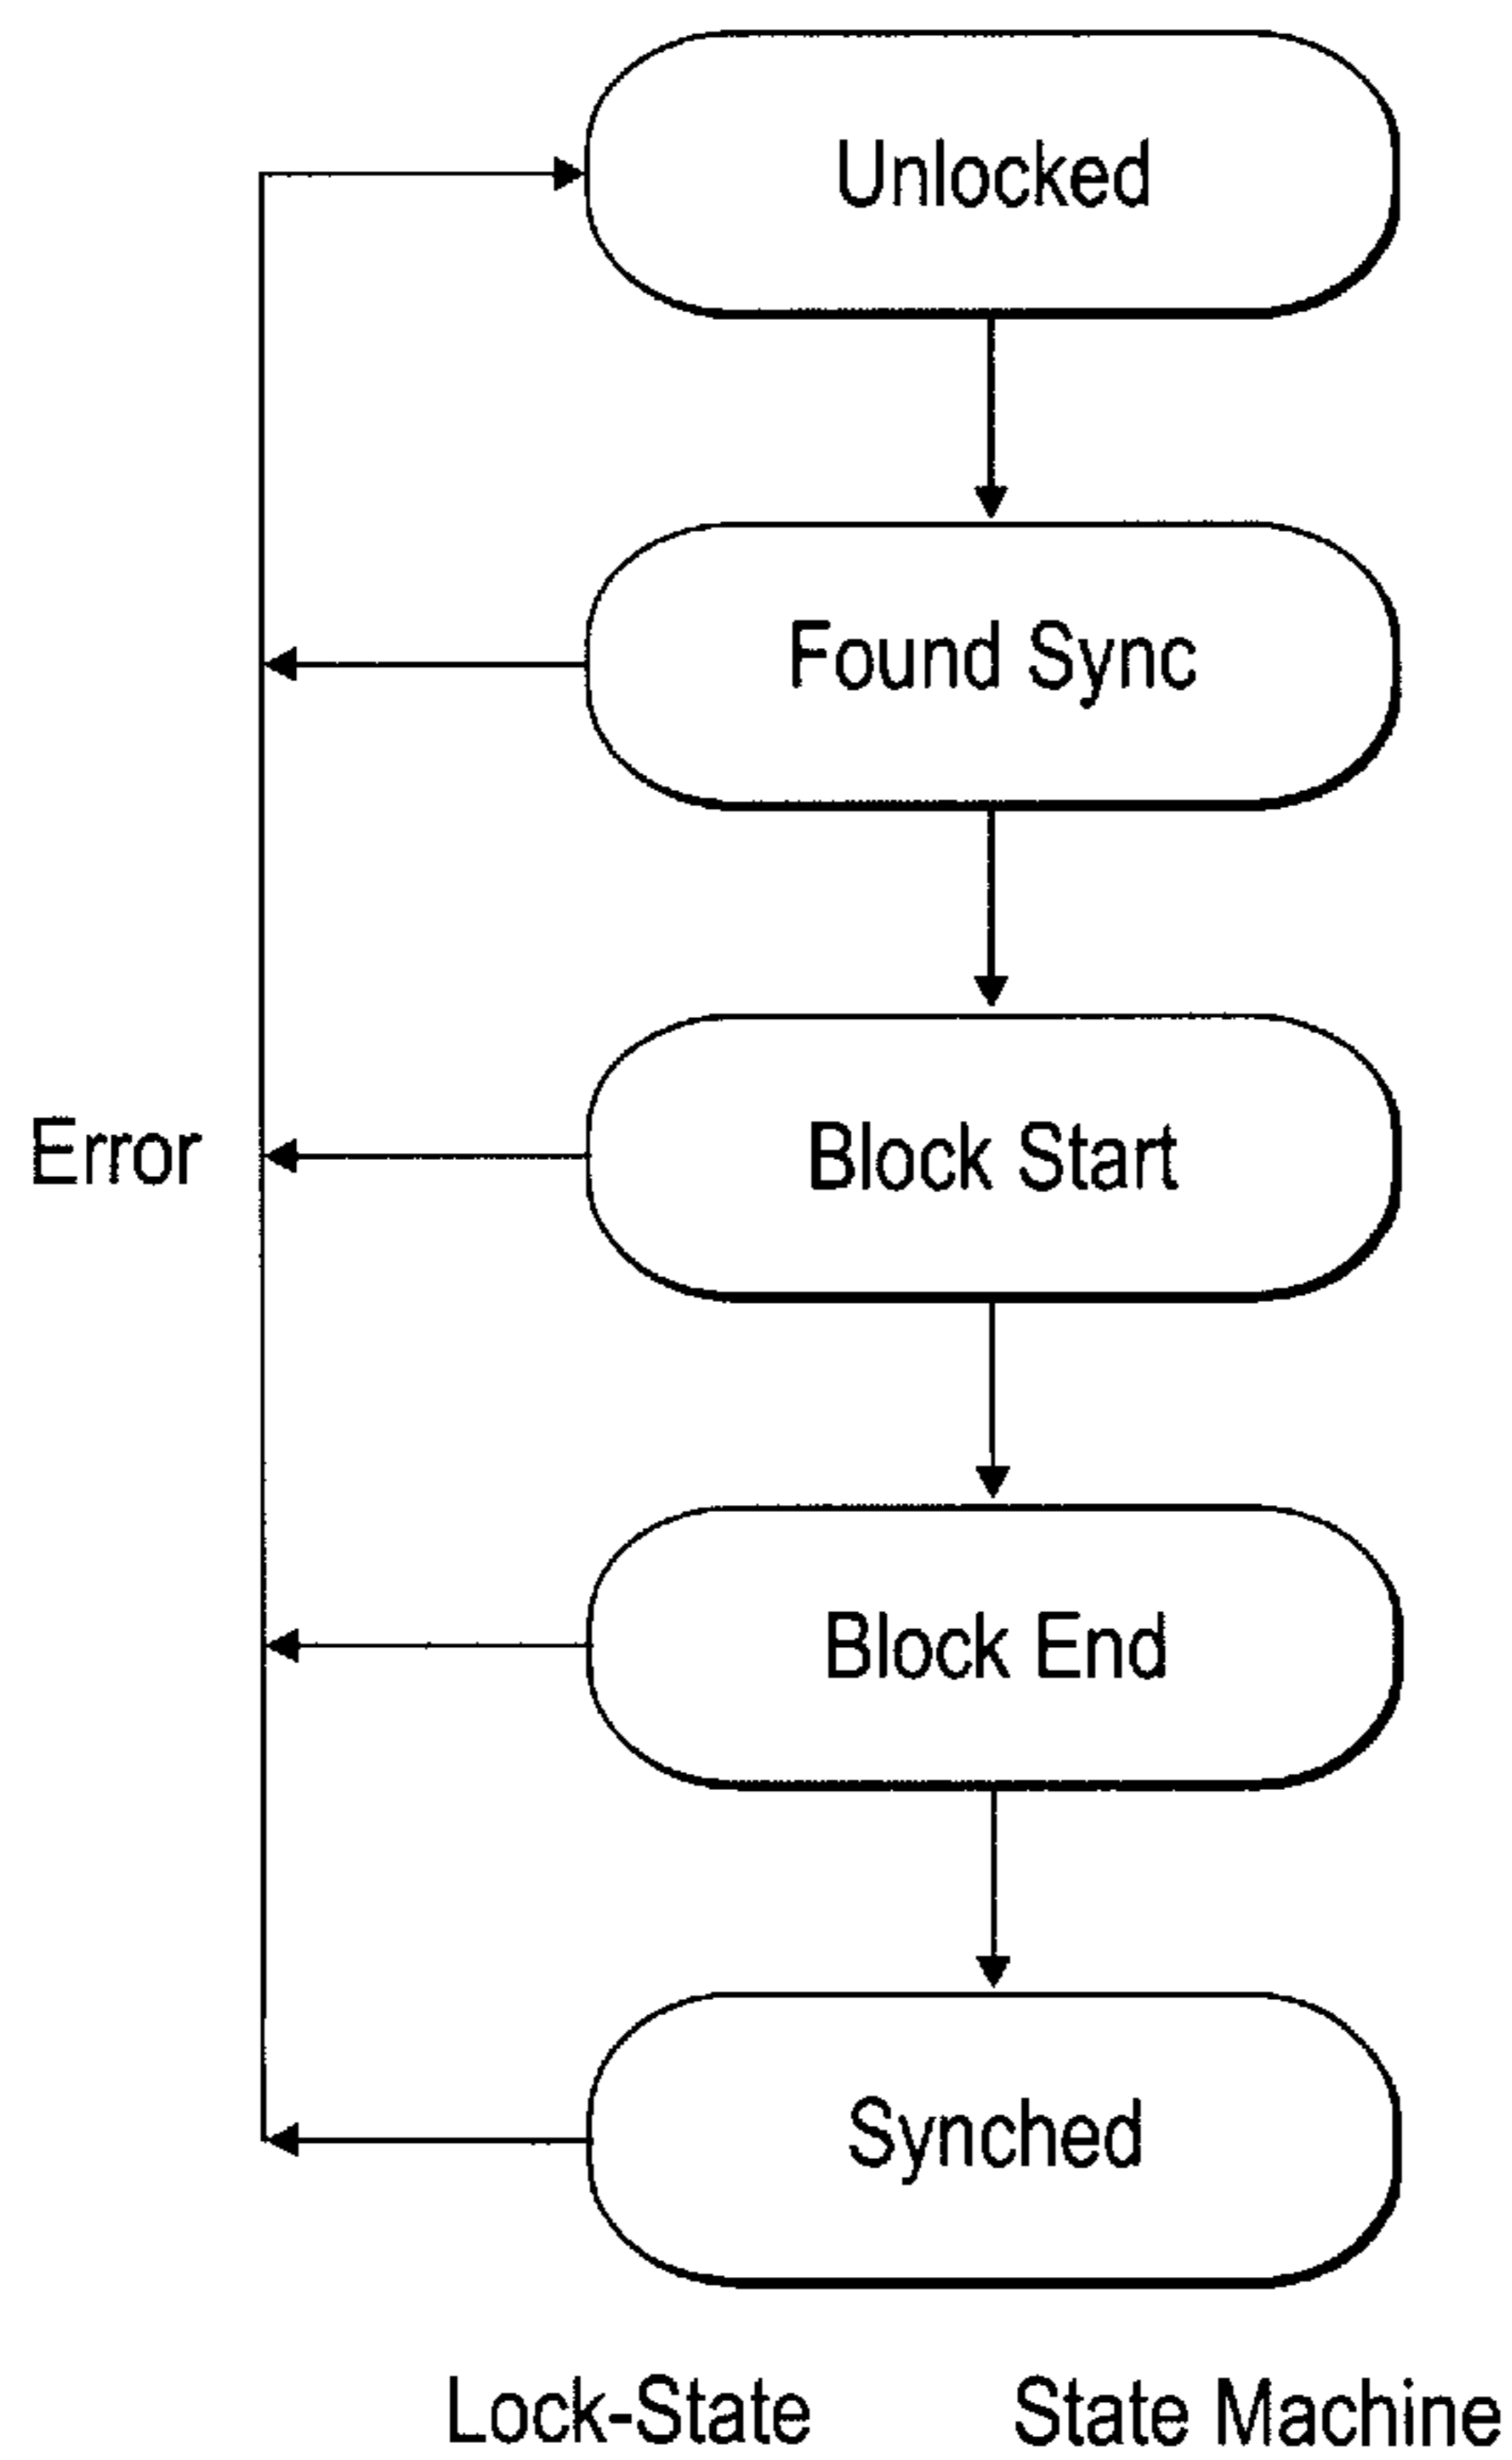 Unlocked
Found Sync
Error
Block Start
Block End
Synched
Lock-State State Machine